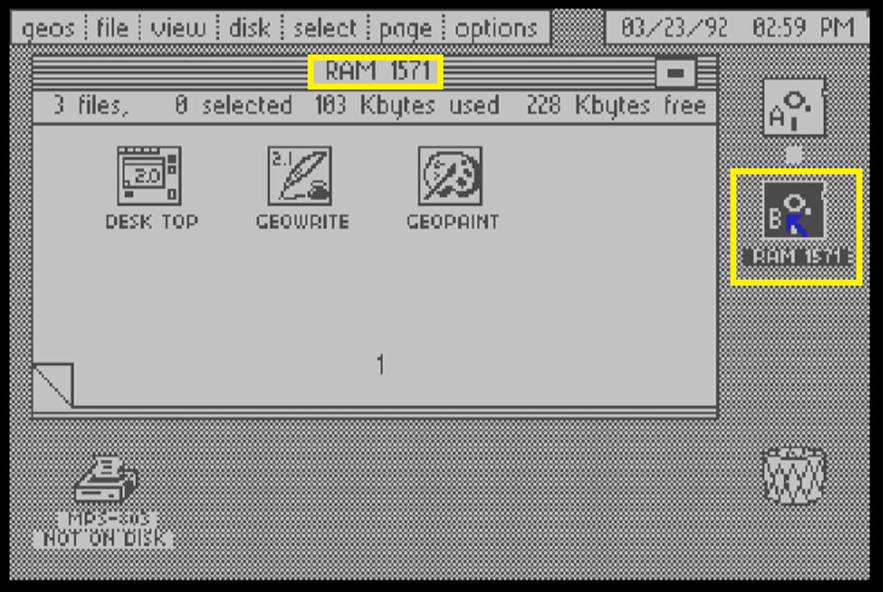 geos file view disk select page options 03/23/92 02:59 PM
RAM 1571
3 files, 0 selected 103 Kbytes used 228 Kbytes free
A
2.0
2.1
B
DESK TOP GEOWRITE GEOPAINT
RAM 1571
1
MPS-803
NOT ON DISK